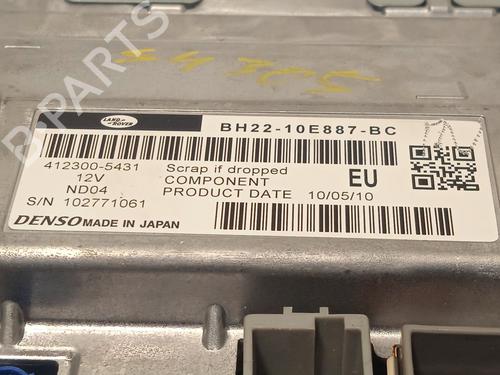 B-PARTS
LAND ROVER
BH22-10E887-BC
412300-5431
12V
ND04
S/N 102771061
Scrap if dropped
COMPONENT
PRODUCT DATE 10/05/10
EU
DENSO MADE IN JAPAN